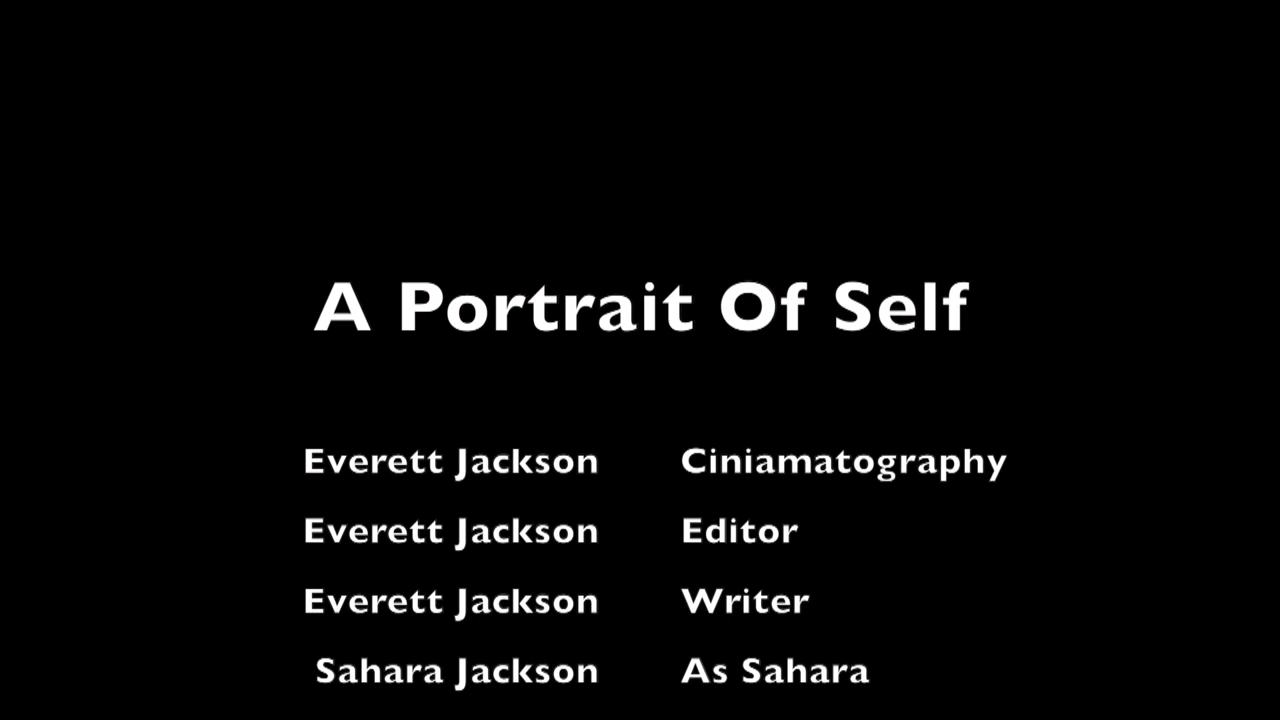 A Portrait Of Self
Everett Jackson Ciniamatography
Everett Jackson Editor
Everett Jackson Writer
Sahara Jackson As Sahara